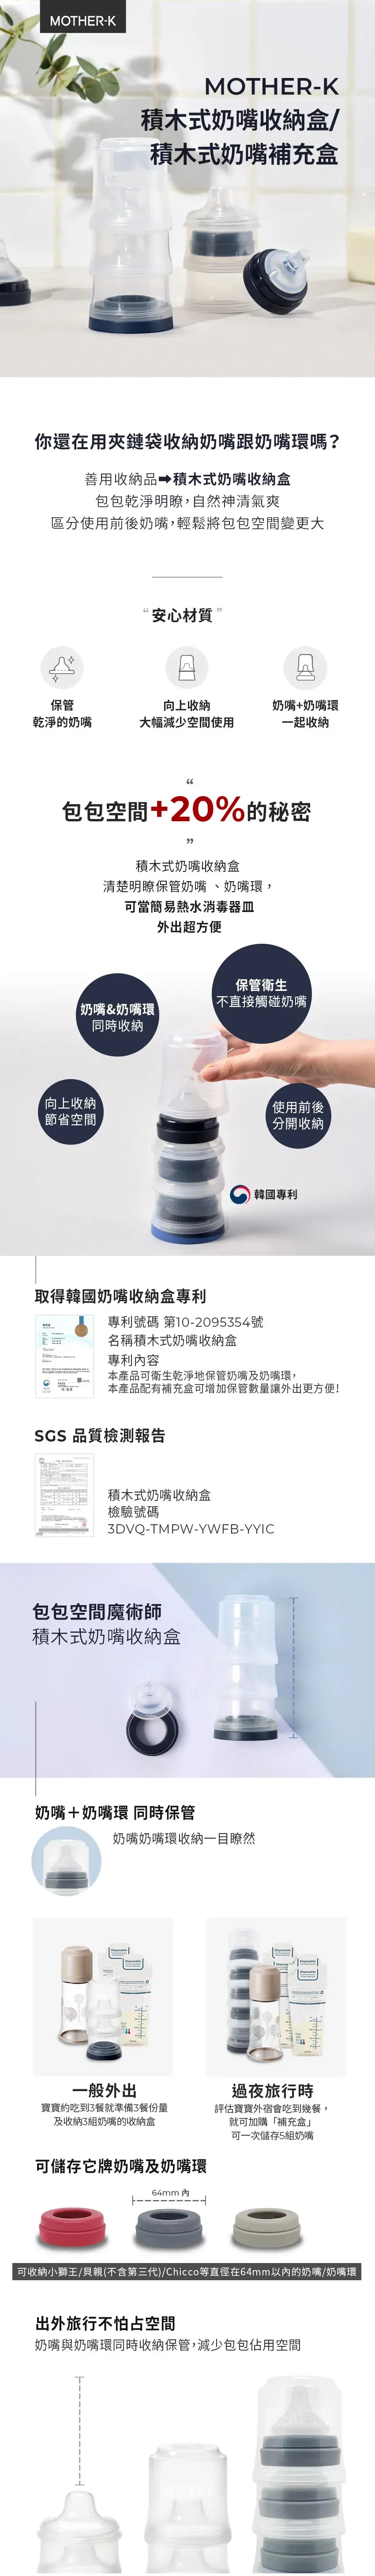 MOTHER-K
MOTHER-K
積木式奶嘴收納盒/
積木式奶嘴補充盒
你還在用夾鏈袋收納奶嘴跟奶嘴環嗎？
善用收納品➡積木式奶嘴收納盒
包包乾淨明瞭,自然神清氣爽
區分使用前後奶嘴,輕鬆將包包空間變更大
“ 安心材質 ”
保管
乾淨的奶嘴
向上收納
大幅減少空間使用
奶嘴+奶嘴環
一起收納
“
包包空間+20%的秘密
”
積木式奶嘴收納盒
清楚明瞭保管奶嘴 、奶嘴環，
可當簡易熱水消毒器皿
外出超方便
保管衛生
不直接觸碰奶嘴
奶嘴&奶嘴環
同時收納
向上收納
節省空間
使用前後
分開收納
韓國專利
取得韓國奶嘴收納盒專利
專利號碼 第10-2095354號
名稱積木式奶嘴收納盒
專利內容
本產品可衛生乾淨地保管奶嘴及奶嘴環,
本產品配有補充盒可增加保管數量讓外出更方便!
SGS 品質檢測報告
積木式奶嘴收納盒
檢驗號碼
3DVQ-TMPW-YWFB-YYIC
包包空間魔術師
積木式奶嘴收納盒
奶嘴＋奶嘴環 同時保管
奶嘴奶嘴環收納一目瞭然
一般外出
寶寶約吃到3餐就準備3餐份量
及收納3組奶嘴的收納盒
過夜旅行時
評估寶寶外宿會吃到幾餐，
就可加購「補充盒」
可一次儲存5組奶嘴
可儲存它牌奶嘴及奶嘴環
64mm 內
可收納小獅王/貝親(不含第三代)/Chicco等直徑在64mm以內的奶嘴/奶嘴環
出外旅行不怕占空間
奶嘴與奶嘴環同時收納保管,減少包包佔用空間